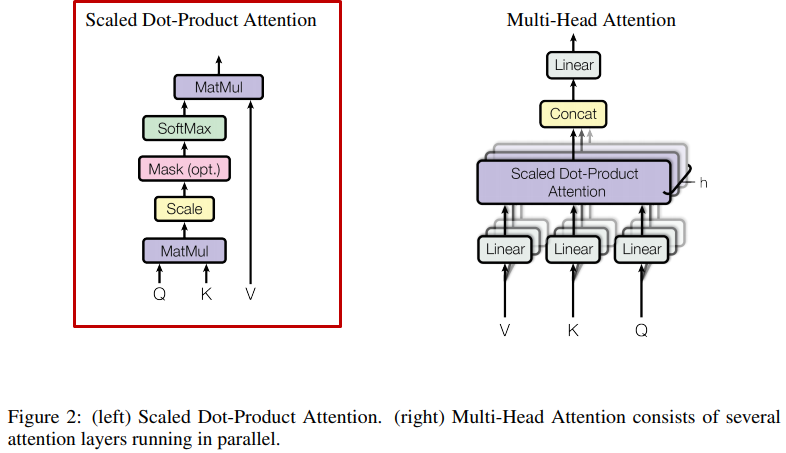 Scaled Dot-Product Attention
MatMul
SoftMax
Mask (opt.)
Scale
MatMul
Q K V
Multi-Head Attention
Linear
Concat
Scaled Dot-Product
Attention
h
Linear Linear Linear
V K Q
Figure 2: (left) Scaled Dot-Product Attention. (right) Multi-Head Attention consists of several
attention layers running in parallel.